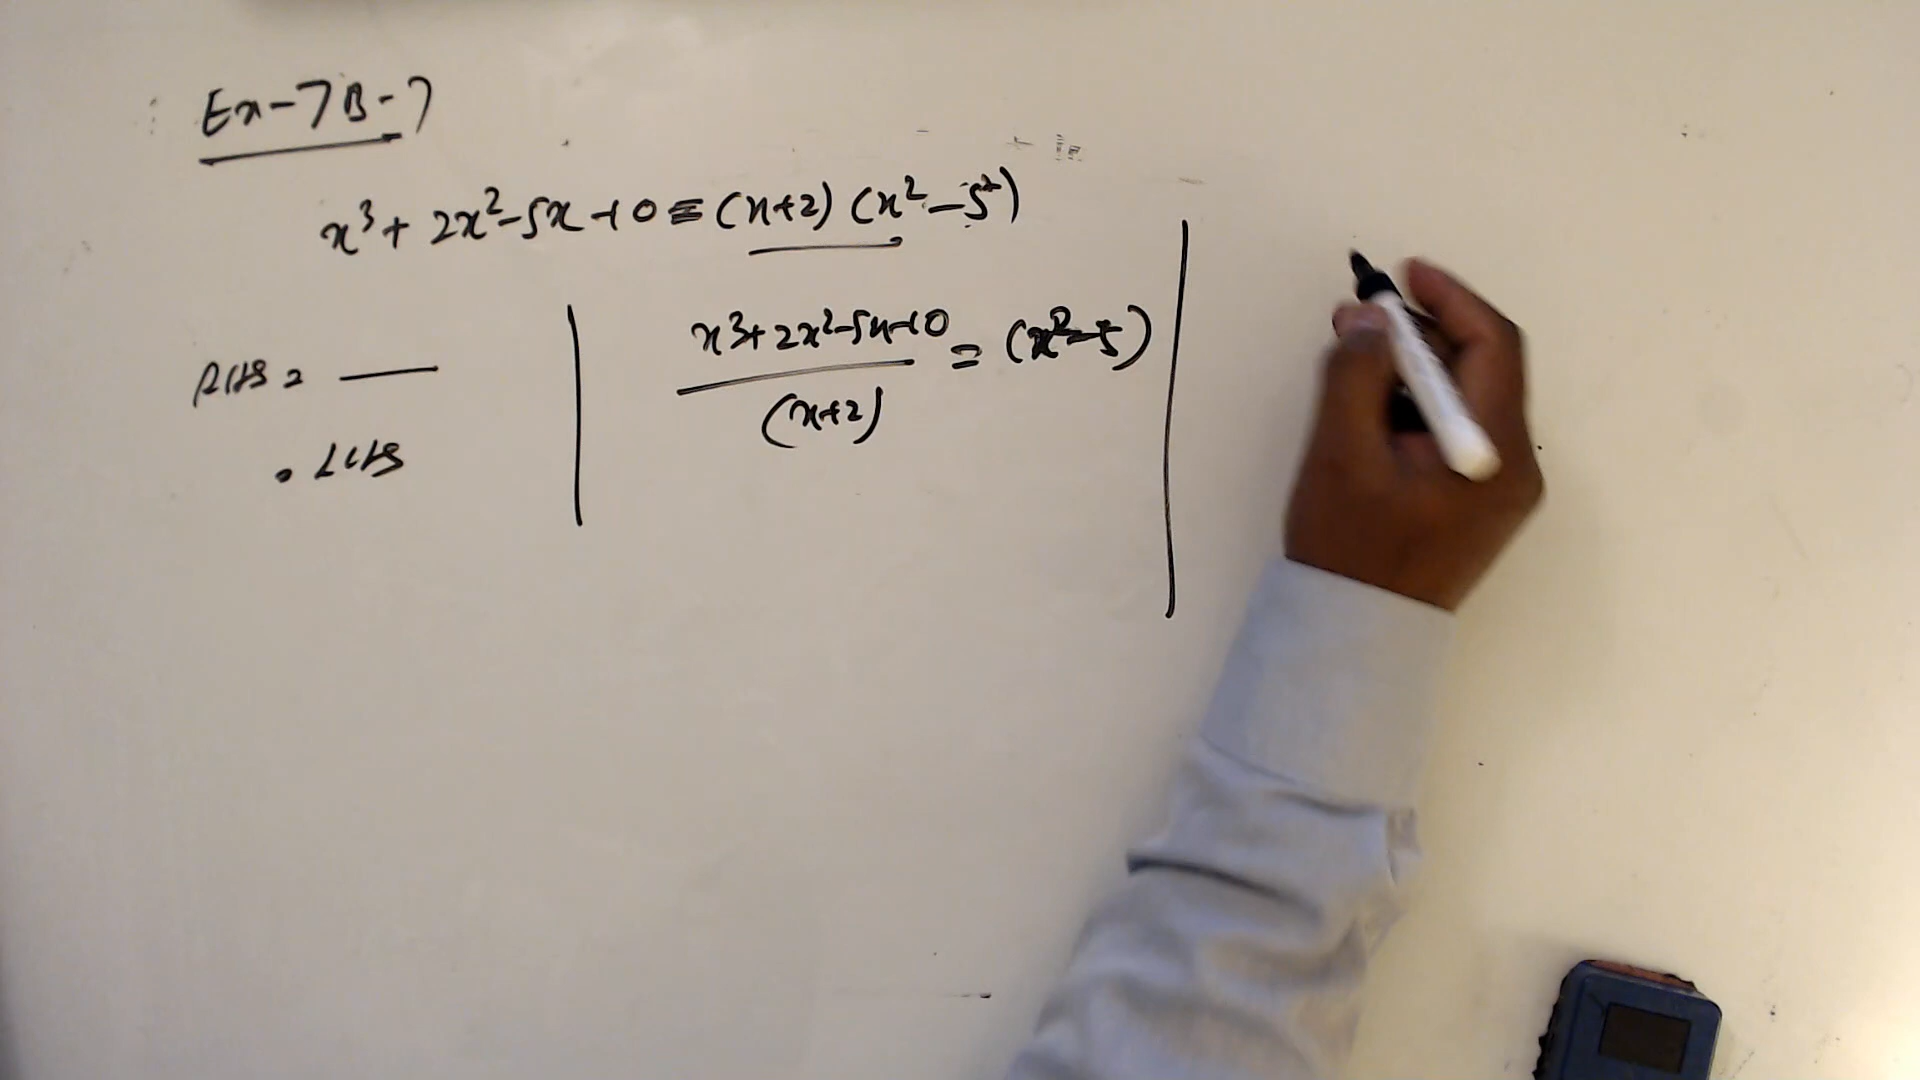 Ex-7B-7
x³ + 2x² - 5x - 10 ≡ (x+2) (x² - 5)
RHS = —
= LHS
x³ + 2x² - 5x - 10
(x+2)
= (x² - 5)